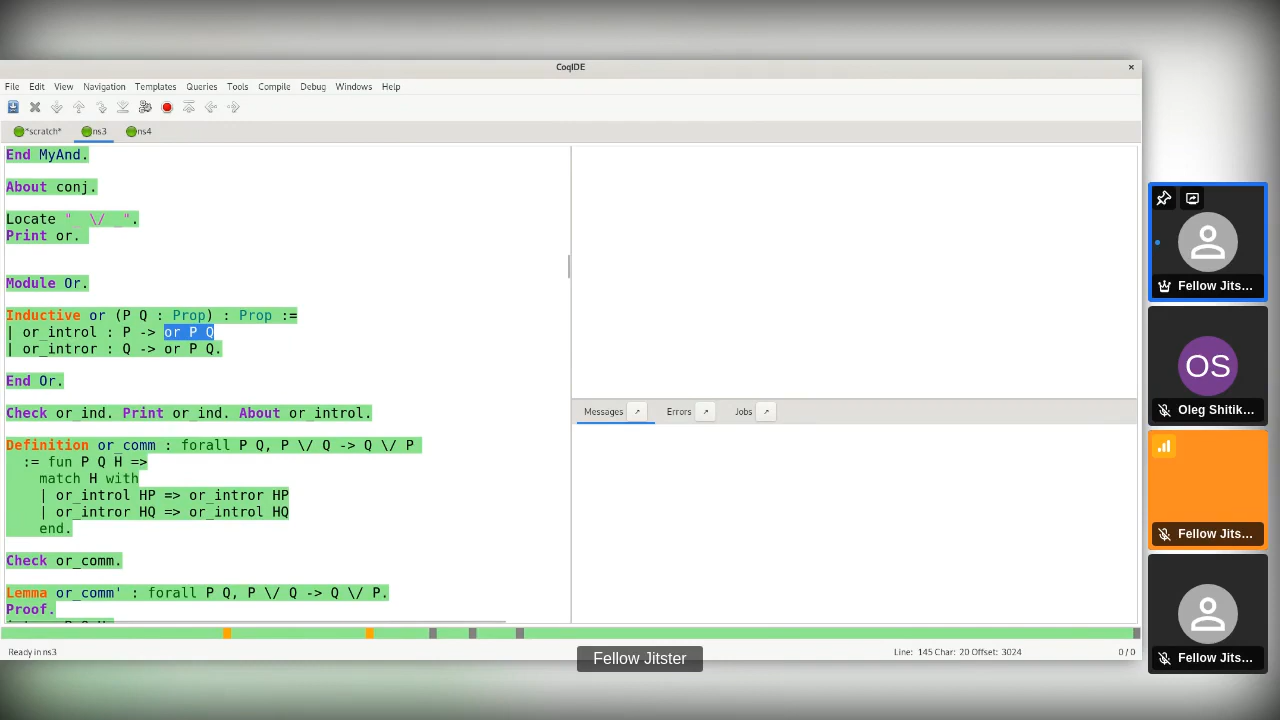 CoqIDE
×
File Edit View Navigation Templates Queries Tools Compile Debug Windows Help
*scratch* ns3 ns4
End MyAnd.
About conj.
Locate "_ \/ _".
Print or.
Module Or.
Inductive or (P Q : Prop) : Prop :=
| or_introl : P -> or P Q
| or_intror : Q -> or P Q.
End Or.
Check or_ind. Print or_ind. About or_introl.
Definition or_comm : forall P Q, P \/ Q -> Q \/ P
:= fun P Q H =>
match H with
| or_introl HP => or_intror HP
| or_intror HQ => or_introl HQ
end.
Check or_comm.
Lemma or_comm' : forall P Q, P \/ Q -> Q \/ P.
Proof.
Messages Errors Jobs
Ready in ns3
Line: 145 Char: 20 Offset: 3024
0 / 0
Fellow Jitster
Fellow Jits...
OS
Oleg Shitik...
Fellow Jits...
Fellow Jits...